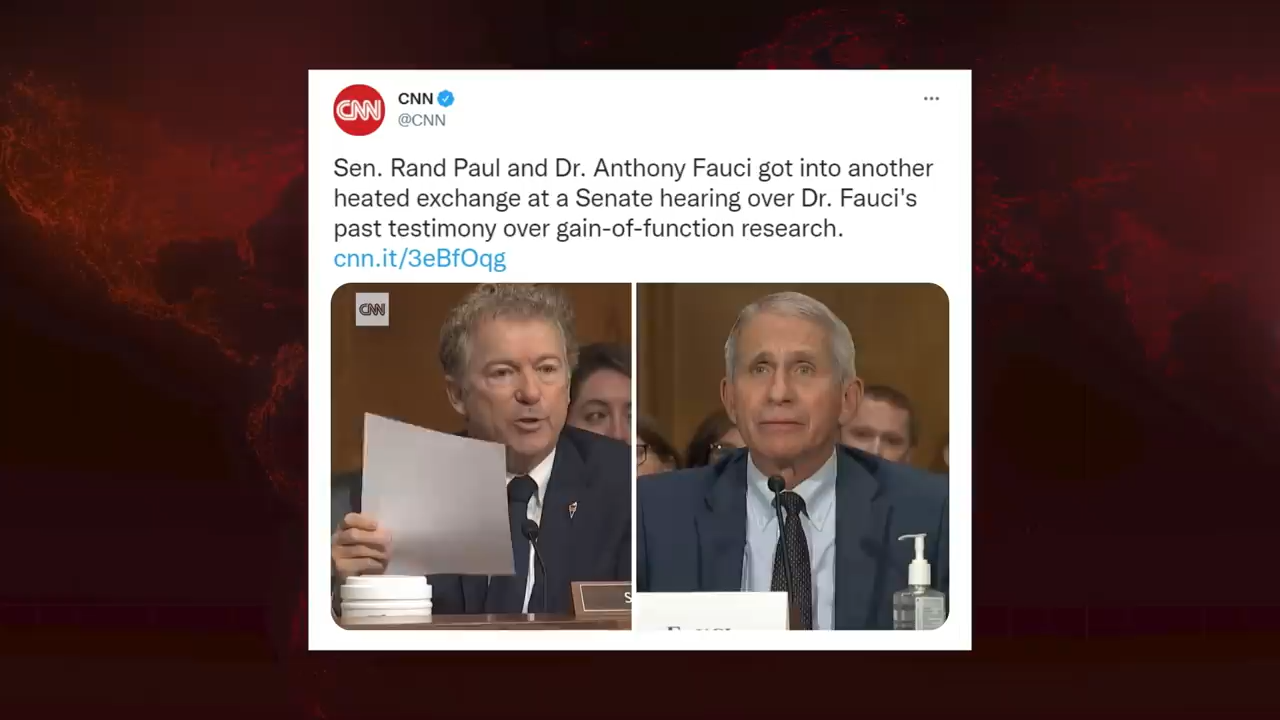 CNN
CNN
@CNN
Sen. Rand Paul and Dr. Anthony Fauci got into another
heated exchange at a Senate hearing over Dr. Fauci's
past testimony over gain-of-function research.
cnn.it/3eBfOqg
CNN
S